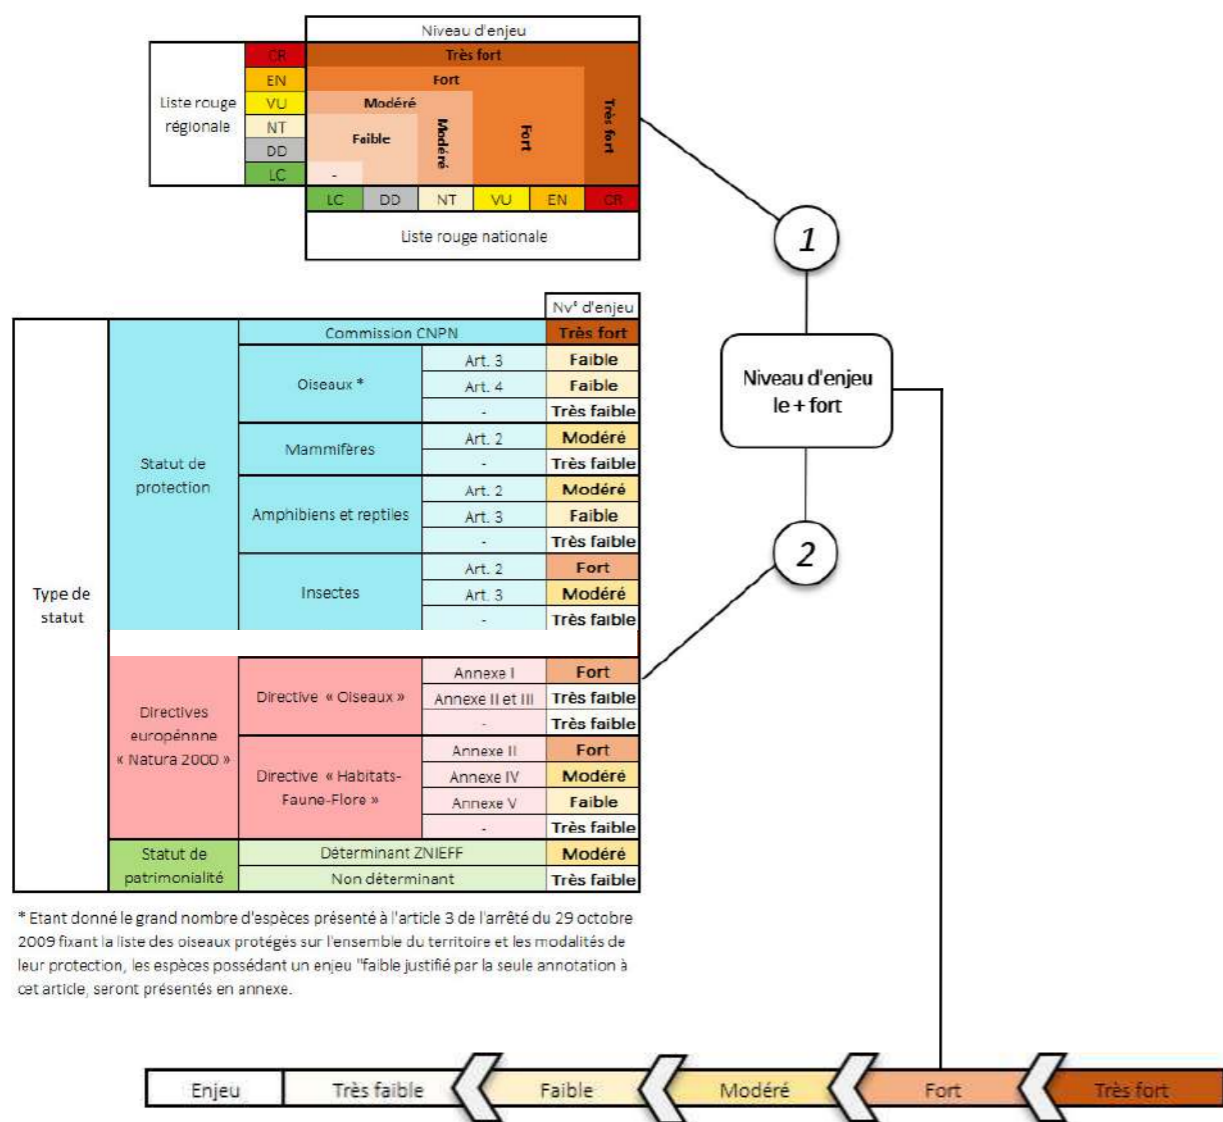 Niveau d'enjeu
CR
Très fort
EN
Fort
Liste rouge
régionale
VU
Modéré
NT
Faible
Modéré
Fort
Très fort
DD
LC
-
LC DD NT VU EN CR
Liste rouge nationale
1
Nv° d'enjeu
Commission CNPN Très fort
Oiseaux *
Art. 3 Faible
Art. 4 Faible
- Très faible
Statut de
protection
Mammifères
Art. 2 Modéré
- Très faible
Amphibiens et reptiles
Art. 2 Modéré
Art. 3 Faible
- Très faible
Insectes
Art. 2 Fort
Art. 3 Modéré
- Très faible
Type de
statut
Niveau d'enjeu
le + fort
2
Directives
europénnne
« Natura 2000 »
Directive « Oiseaux »
Annexe I Fort
Annexe II et III Très faible
- Très faible
Directive « Habitats-
Faune-Flore »
Annexe II Fort
Annexe IV Modéré
Annexe V Faible
- Très faible
Statut de
patrimonialité
Déterminant ZNIEFF Modéré
Non déterminant Très faible
* Etant donné le grand nombre d'espèces présenté à l'article 3 de l'arrêté du 29 octobre
2009 fixant la liste des oiseaux protégés sur l'ensemble du territoire et les modalités de
leur protection, les espèces possédant un enjeu "faible justifié par la seule annotation à
cet article, seront présentés en annexe.
Enjeu Très faible Faible Modéré Fort Très fort